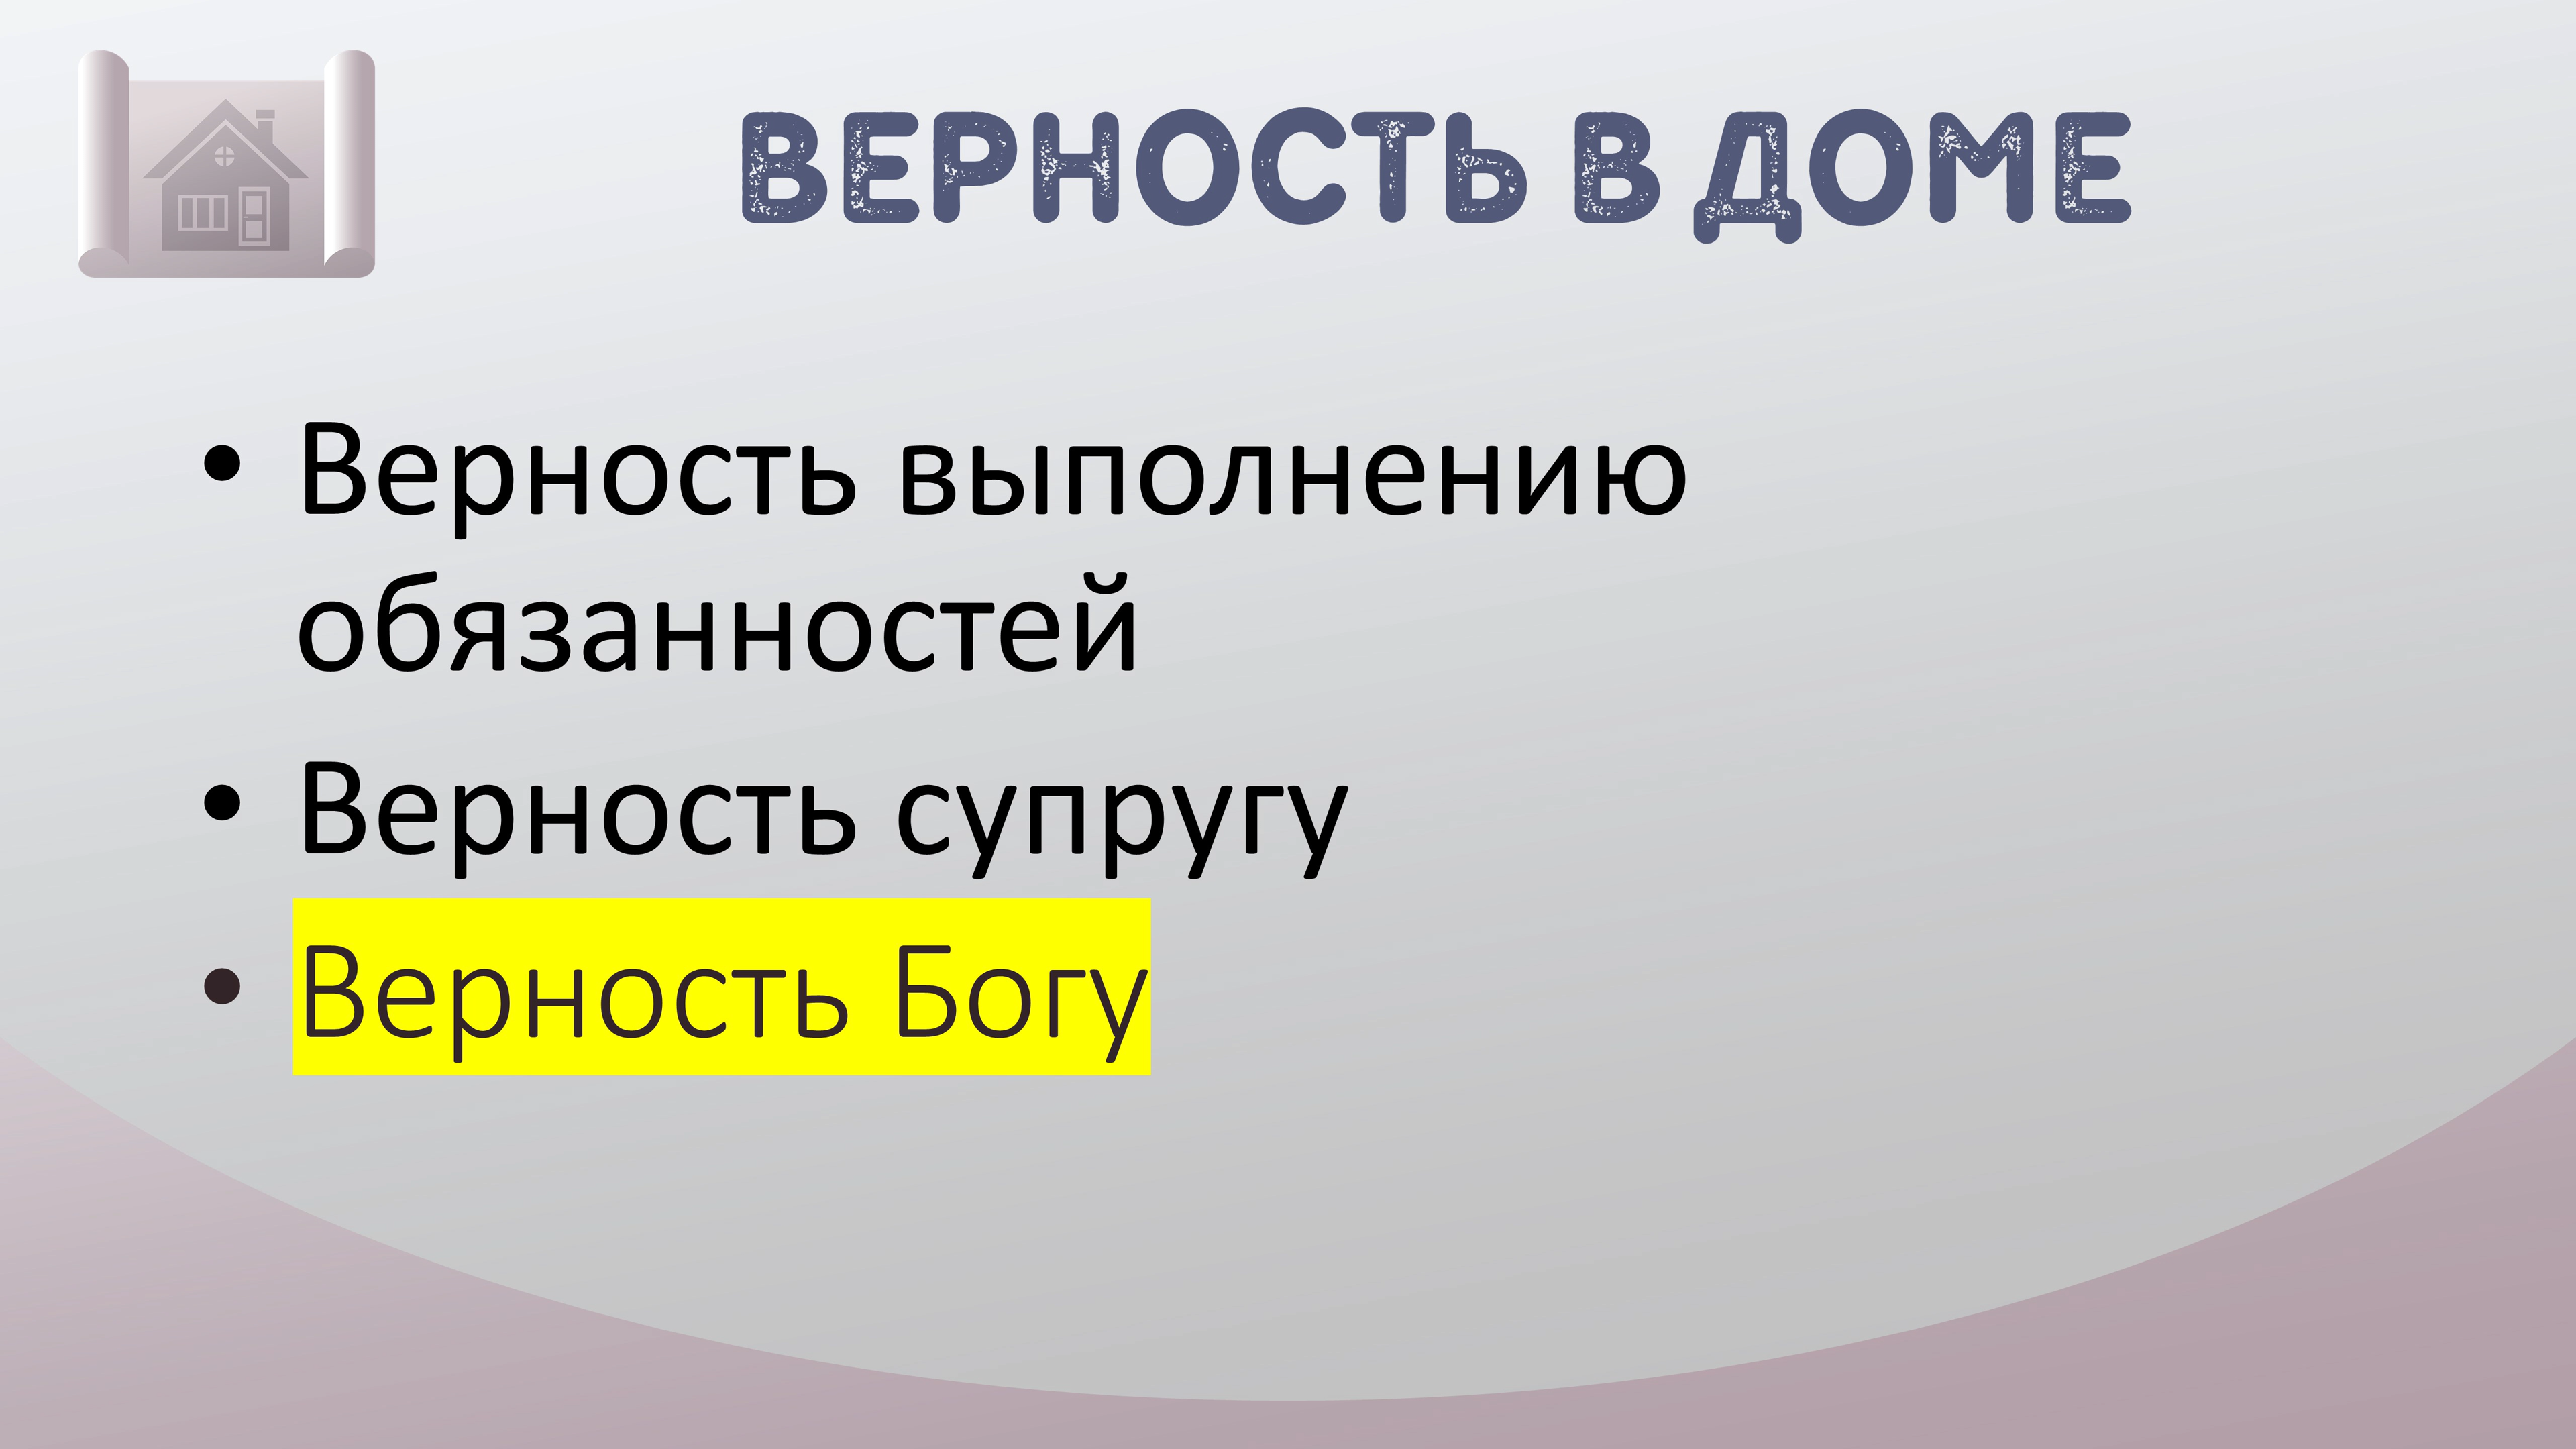 ВЕРНОСТЬ В ДОМЕ
• Верность выполнению
обязанностей
• Верность супругу
• Верность Богу